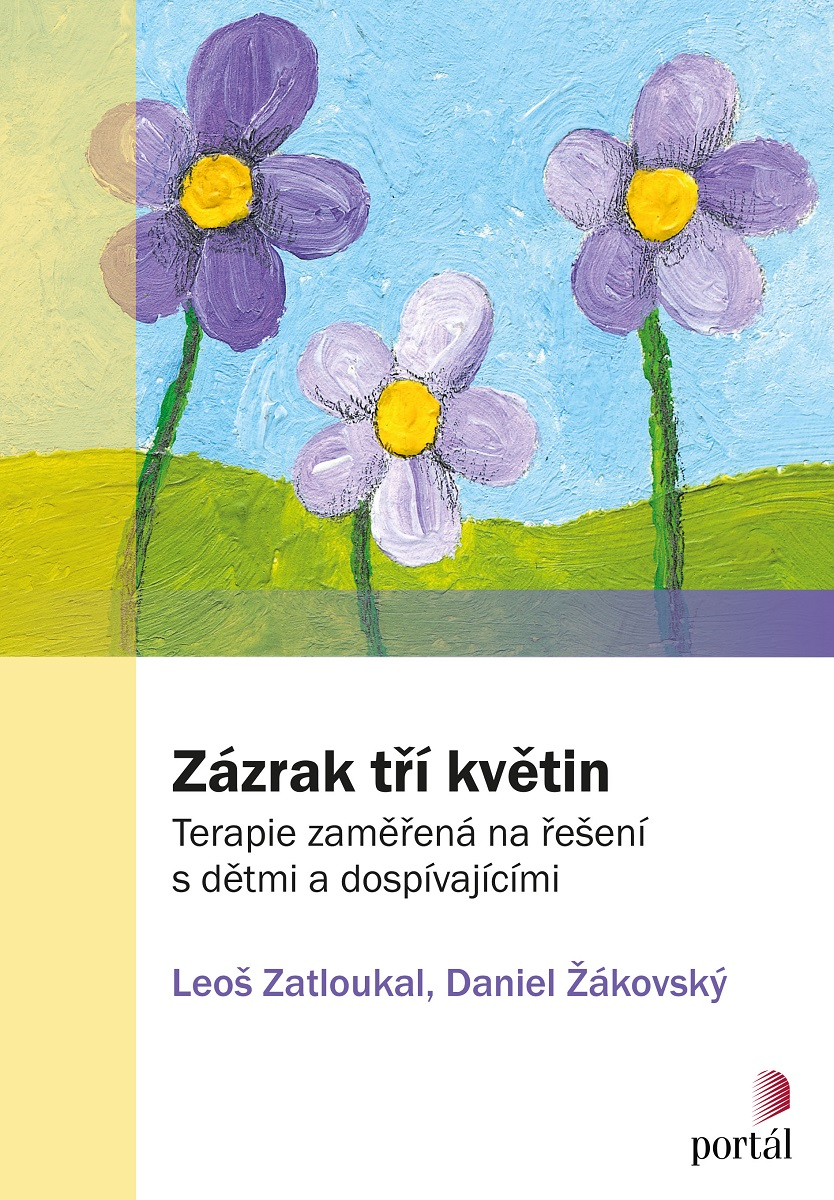 Zázrak tří květin
Terapie zaměřená na řešení
s dětmi a dospívajícími
Leoš Zatloukal, Daniel Žákovský
portál